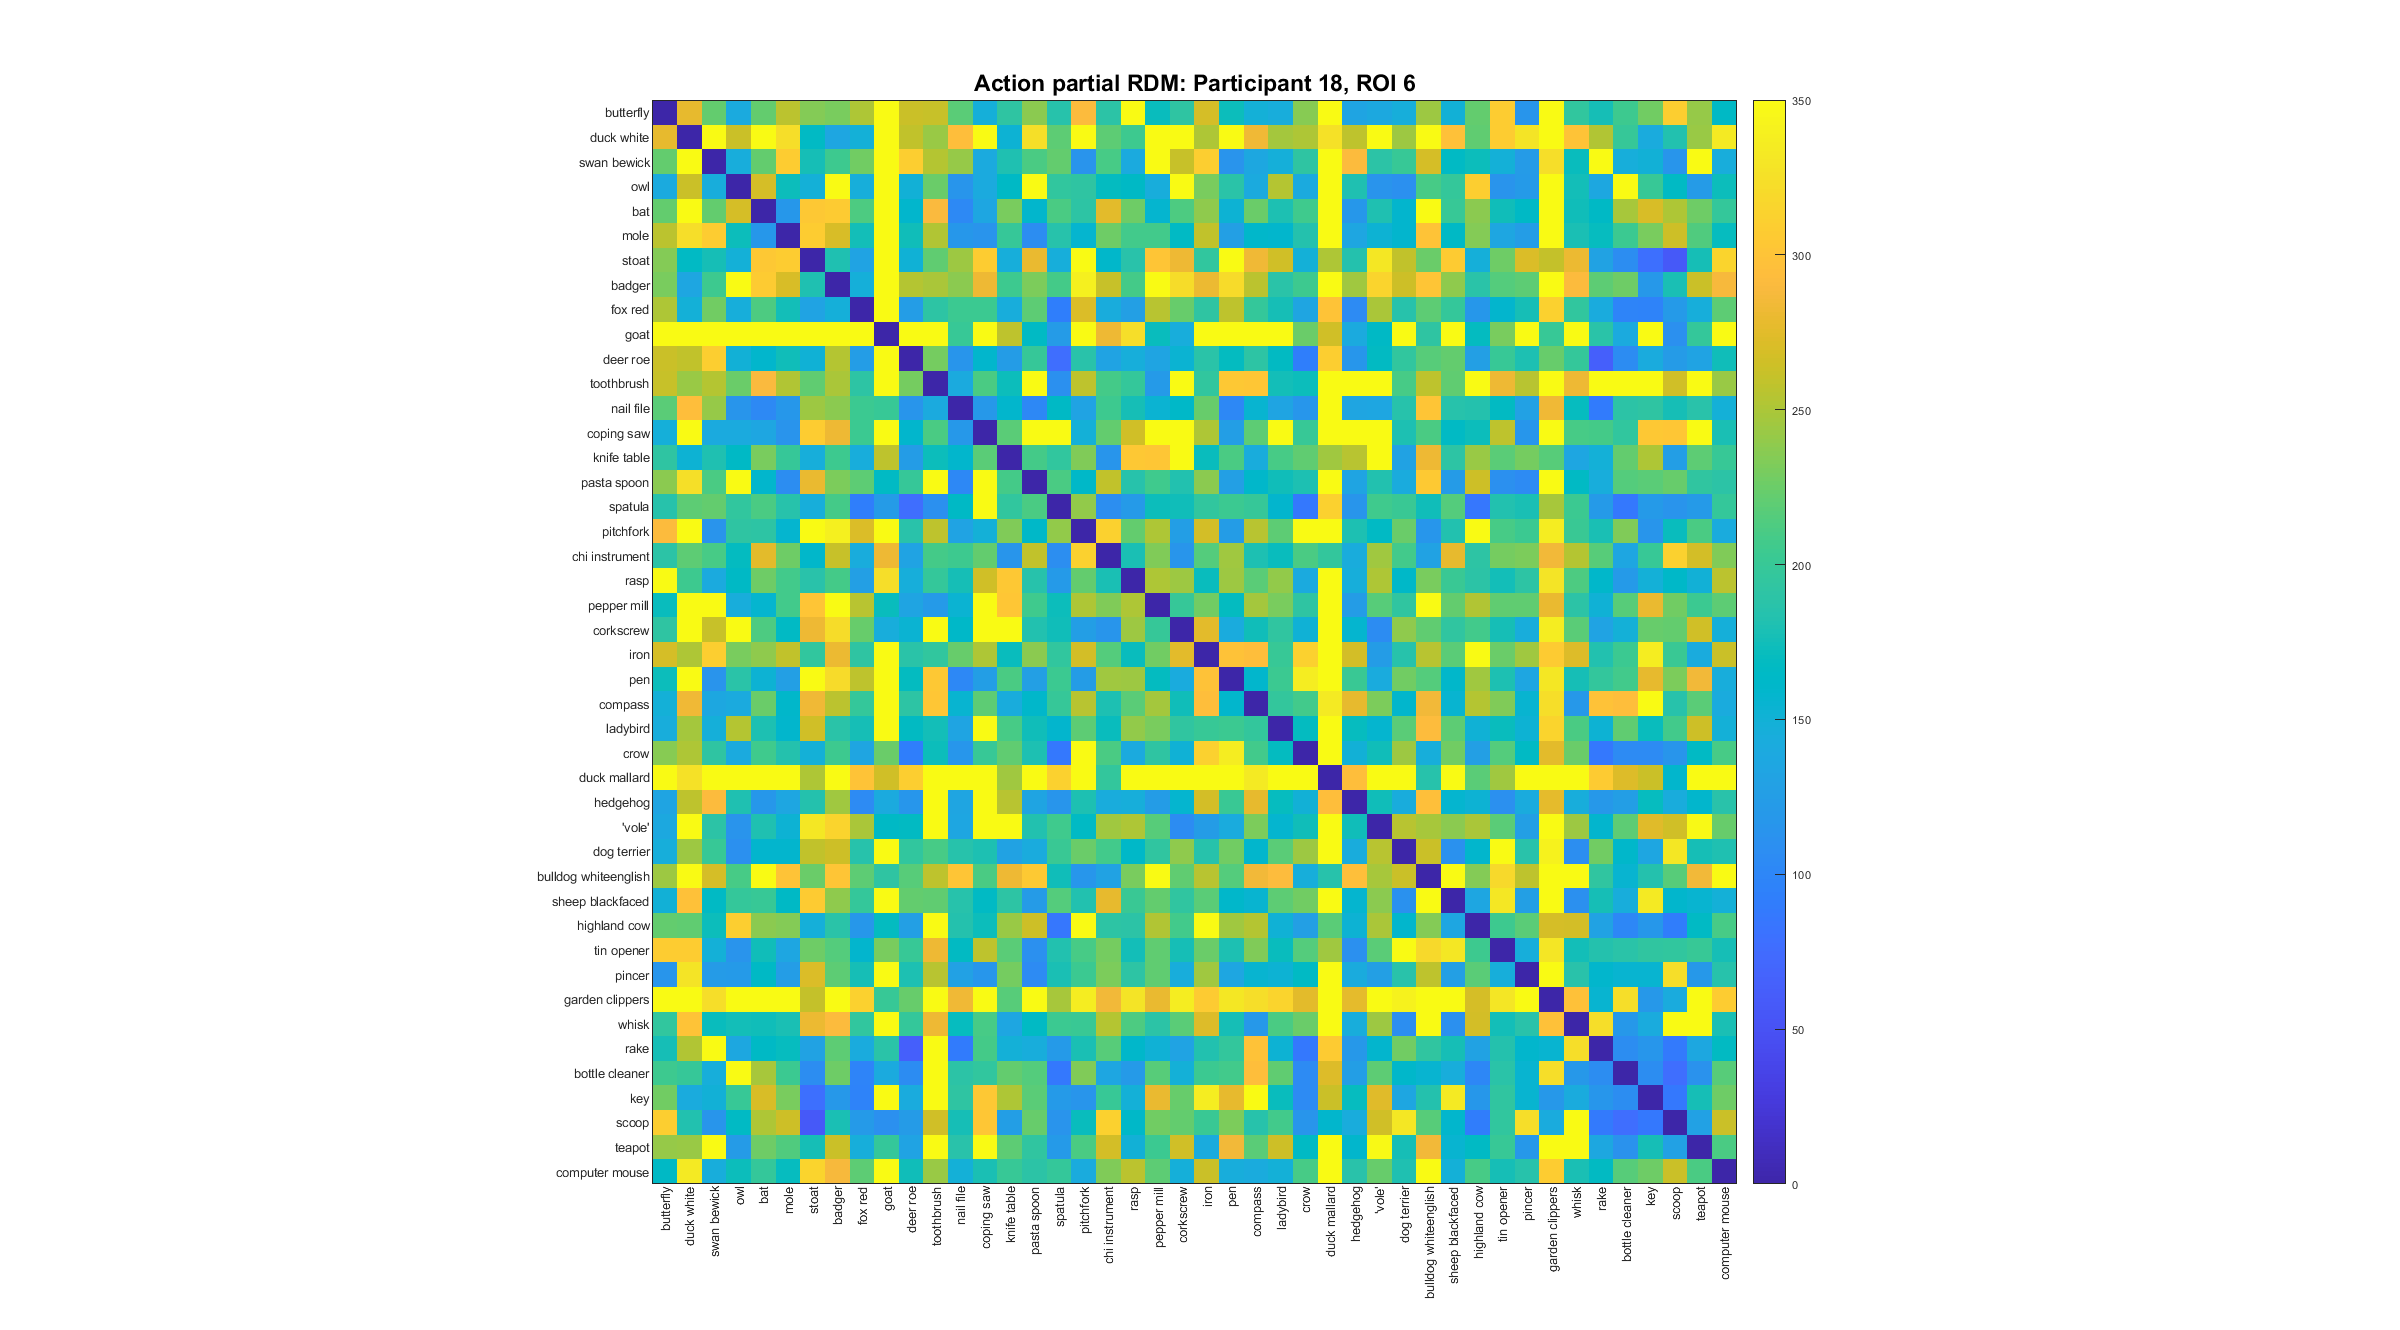 Action partial RDM: Participant 18, ROI 6
butterfly
duck white
swan bewick
owl
bat
mole
stoat
badger
fox red
goat
deer roe
toothbrush
nail file
coping saw
knife table
pasta spoon
spatula
pitchfork
chi instrument
rasp
pepper mill
corkscrew
iron
pen
compass
ladybird
crow
duck mallard
hedgehog
'vole'
dog terrier
bulldog whiteenglish
sheep blackfaced
highland cow
tin opener
pincer
garden clippers
whisk
rake
bottle cleaner
key
scoop
teapot
computer mouse
350
300
250
200
150
100
50
0
butterfly
duck white
swan bewick
owl
bat
mole
stoat
badger
fox red
goat
deer roe
toothbrush
nail file
coping saw
knife table
pasta spoon
spatula
pitchfork
chi instrument
rasp
pepper mill
corkscrew
iron
pen
compass
ladybird
crow
duck mallard
hedgehog
'vole'
dog terrier
bulldog whiteenglish
sheep blackfaced
highland cow
tin opener
pincer
garden clippers
whisk
rake
bottle cleaner
key
scoop
teapot
computer mouse